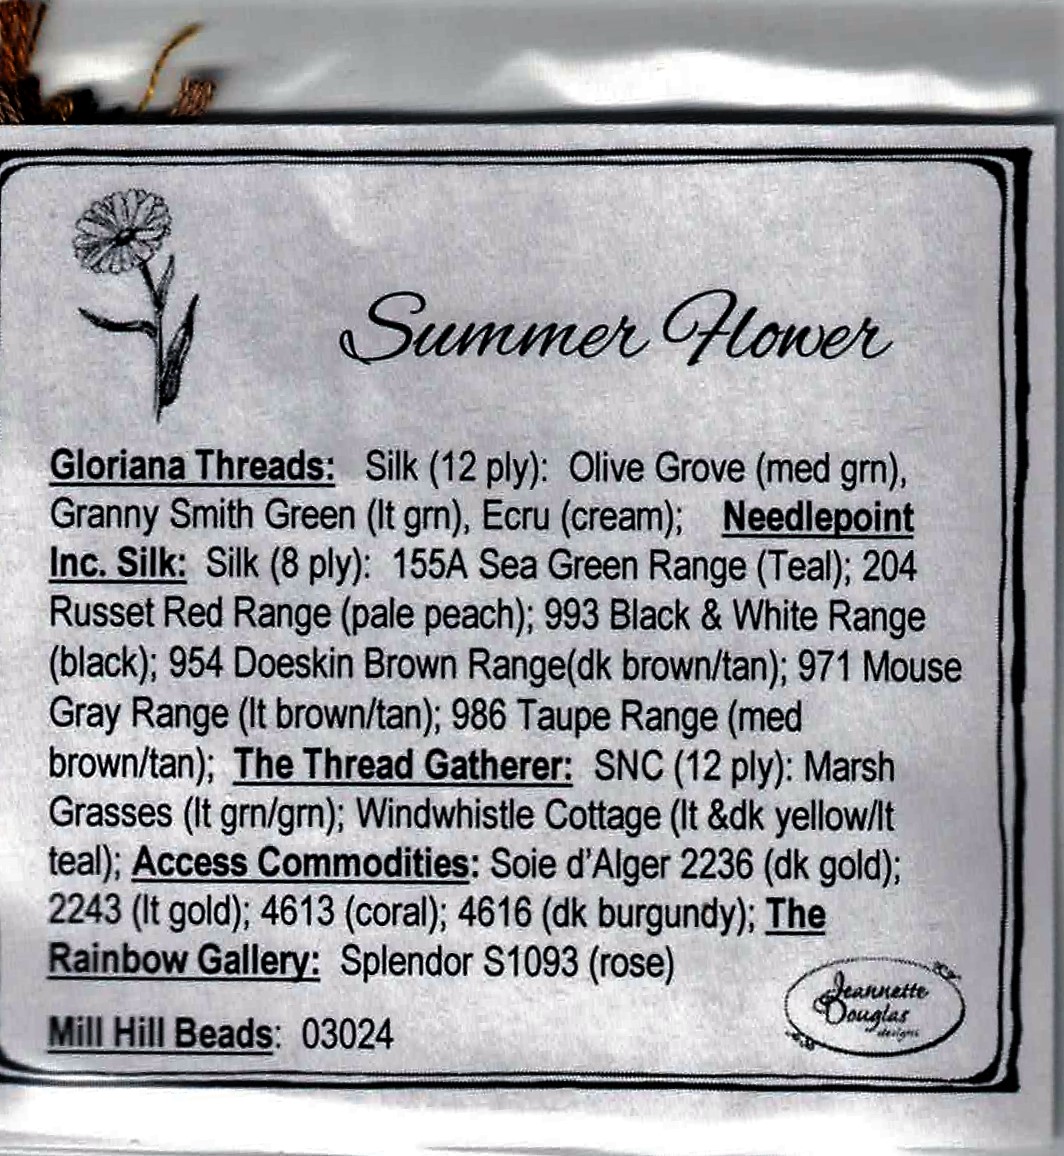 Summer Flower
Gloriana Threads: Silk (12 ply): Olive Grove (med grn),
Granny Smith Green (lt grn), Ecru (cream); Needlepoint
Inc. Silk: Silk (8 ply): 155A Sea Green Range (Teal); 204
Russet Red Range (pale peach); 993 Black & White Range
(black); 954 Doeskin Brown Range(dk brown/tan); 971 Mouse
Gray Range (lt brown/tan); 986 Taupe Range (med
brown/tan); The Thread Gatherer: SNC (12 ply): Marsh
Grasses (lt grn/grn); Windwhistle Cottage (lt &dk yellow/lt
teal); Access Commodities: Soie d'Alger 2236 (dk gold);
2243 (lt gold); 4613 (coral); 4616 (dk burgundy); The
Rainbow Gallery: Splendor S1093 (rose)
Mill Hill Beads: 03024
Jeannette
Douglas
designs